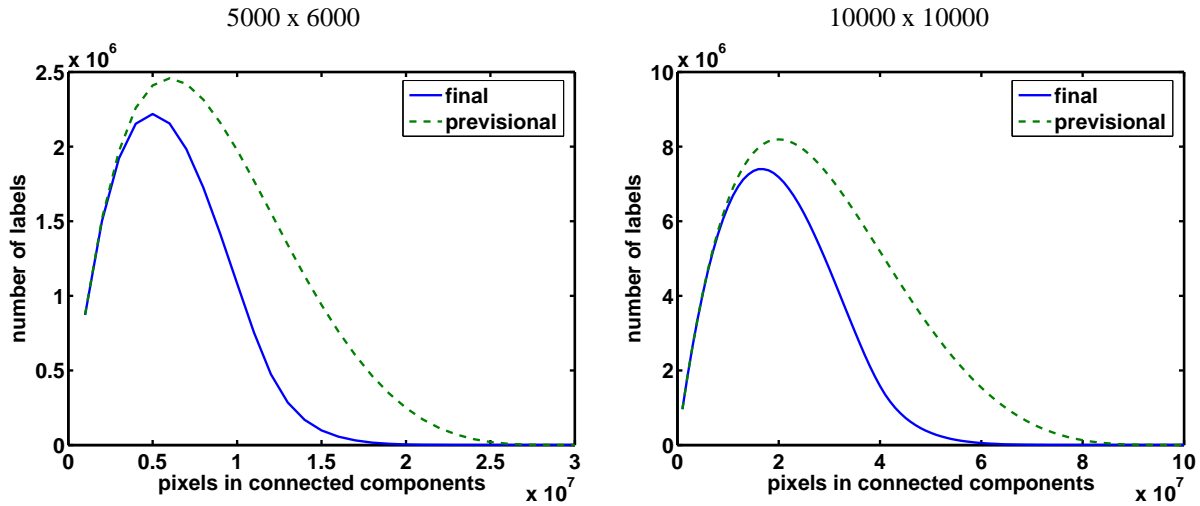 5000 x 6000
x 10^6
2.5
2
1.5
1
0.5
0
number of labels
final
previsional
0 0.5 1 1.5 2 2.5 3
pixels in connected components
x 10^7
10000 x 10000
x 10^6
10
8
6
4
2
0
number of labels
final
previsional
0 2 4 6 8 10
pixels in connected components
x 10^7